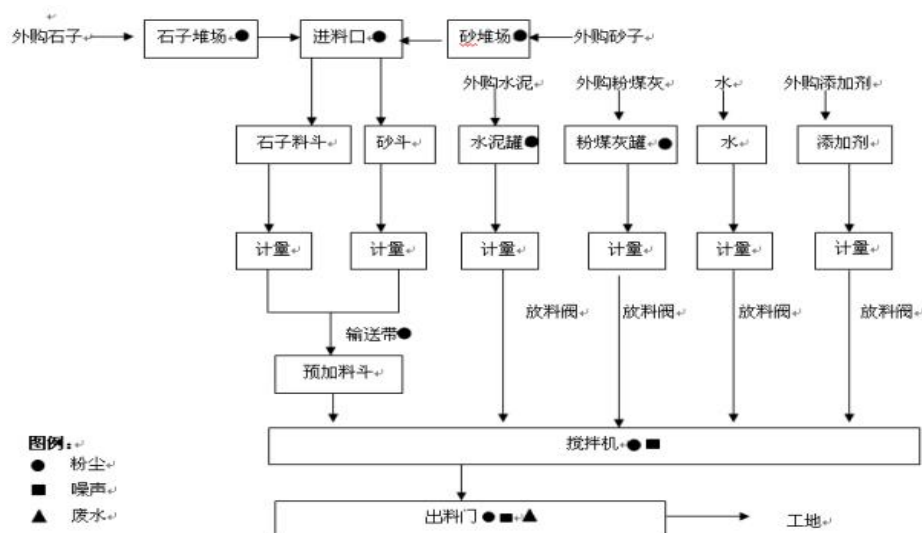 外购石子 石子堆场 进料口 砂堆场 外购砂子
外购水泥 外购粉煤灰 水 外购添加剂
石子料斗 砂斗 水泥罐 粉煤灰罐 水 添加剂
计量 计量 计量 计量 计量 计量
放料阀 放料阀 放料阀 放料阀
输送带
预加料斗
搅拌机
图例：
粉尘
噪声
废水
出料门 工地